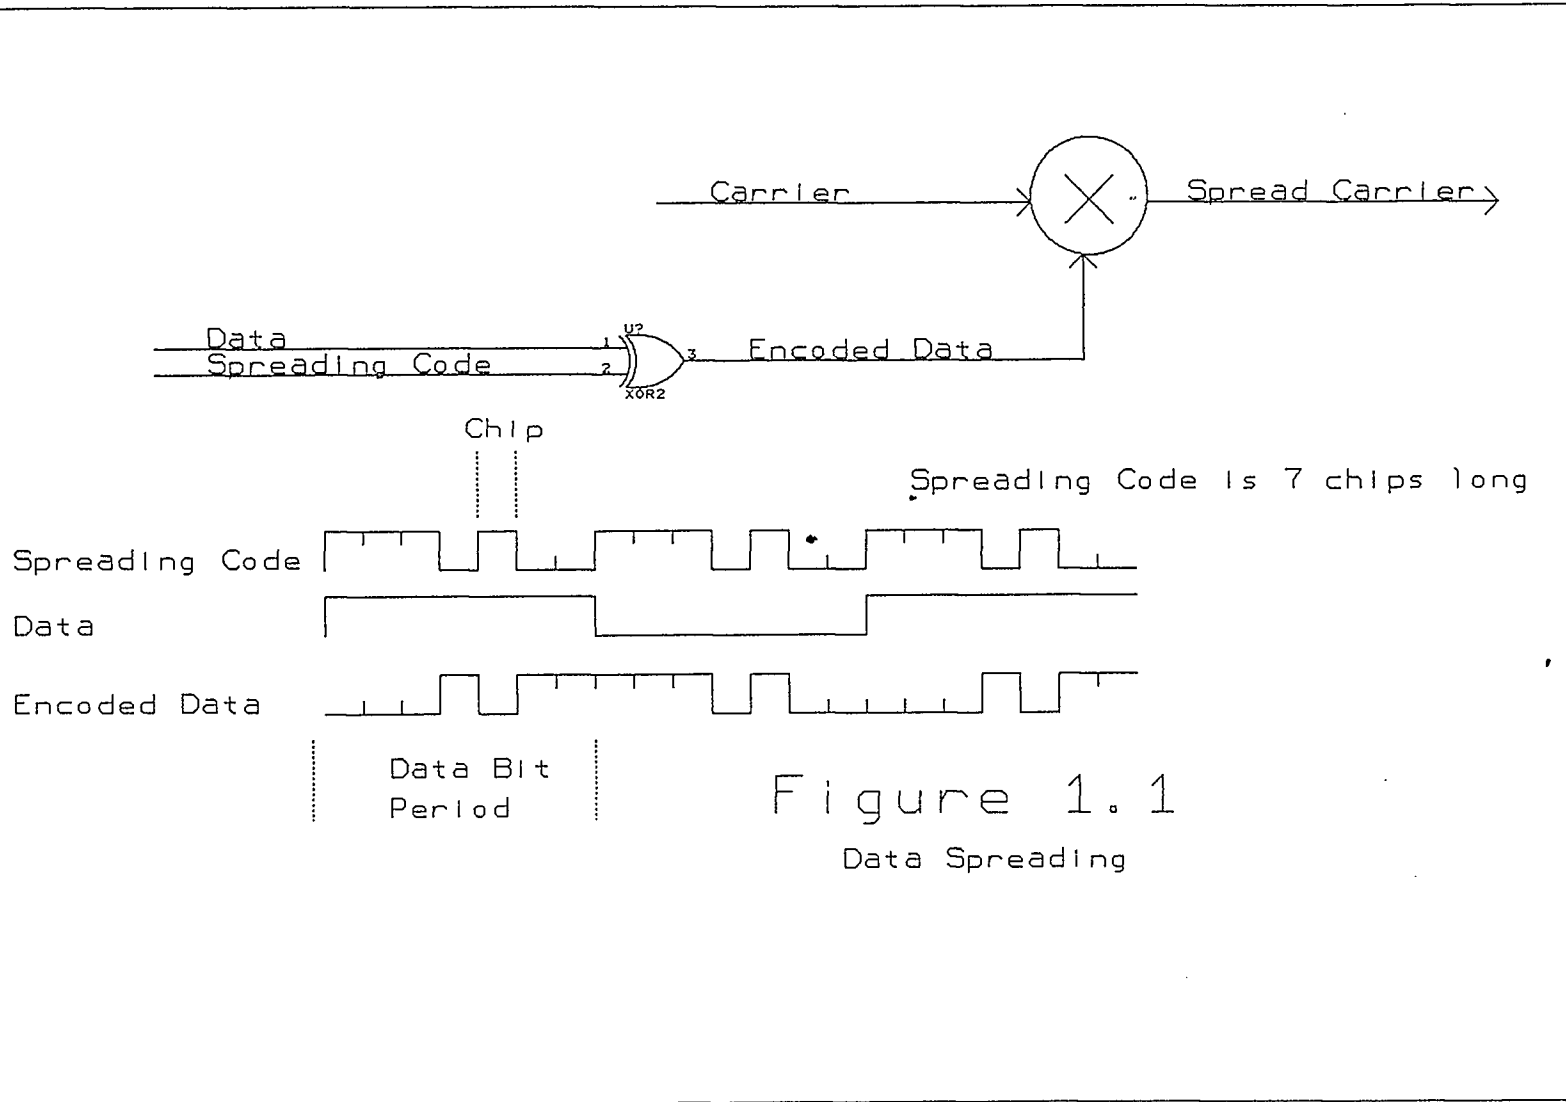 Carrier
Spread Carrier
Data
1
U?
Spreading Code
2
3
XOR2
Encoded Data
Chip
Spreading Code is 7 chips long
Spreading Code
Data
Encoded Data
Data Bit
Period
Figure 1.1
Data Spreading